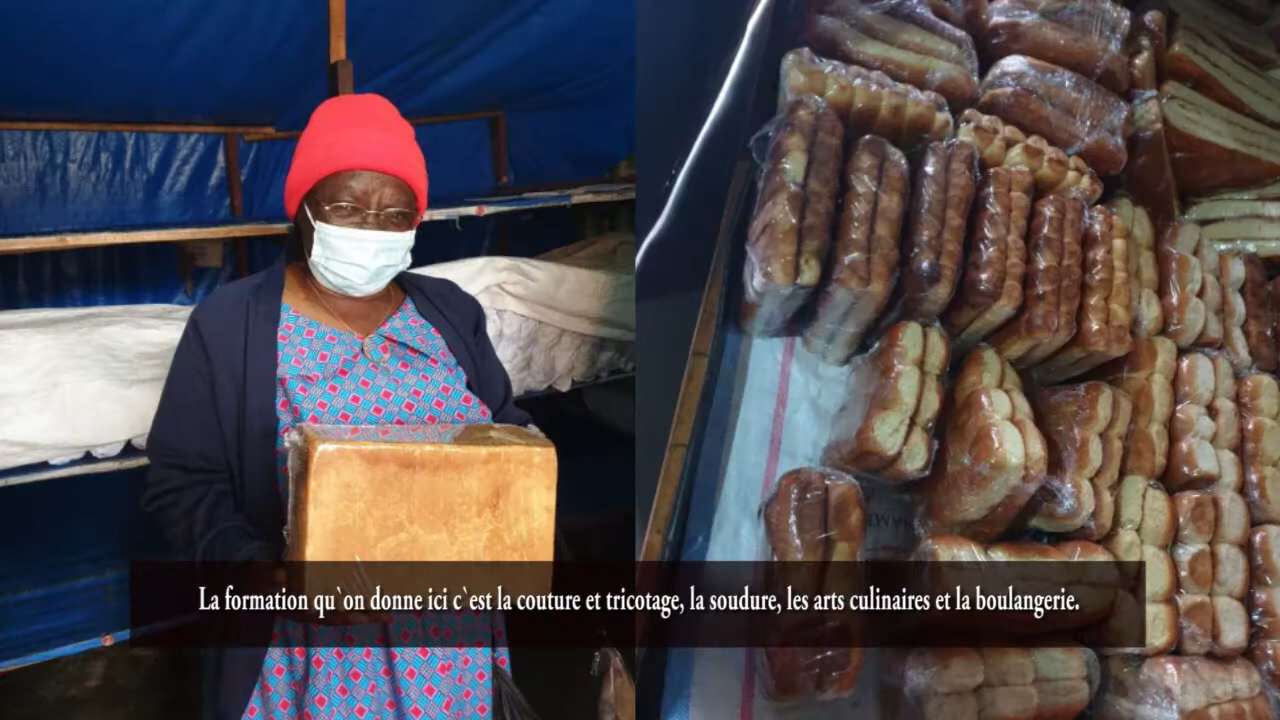 La formation qu`on donne ici c`est la couture et tricotage, la soudure, les arts culinaires et la boulangerie.